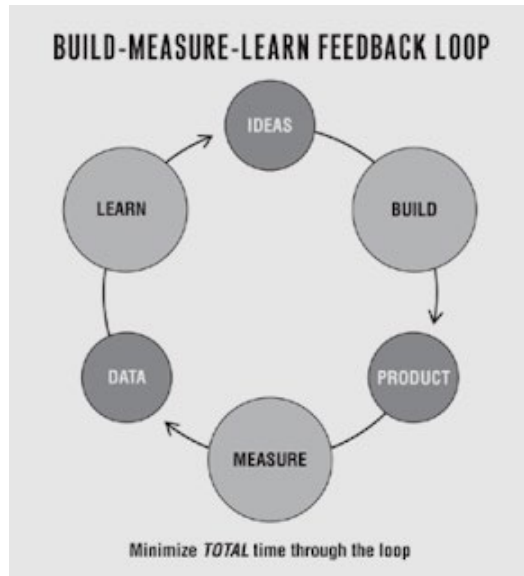 BUILD-MEASURE-LEARN FEEDBACK LOOP
IDEAS
BUILD
PRODUCT
MEASURE
DATA
LEARN
Minimize TOTAL time through the loop